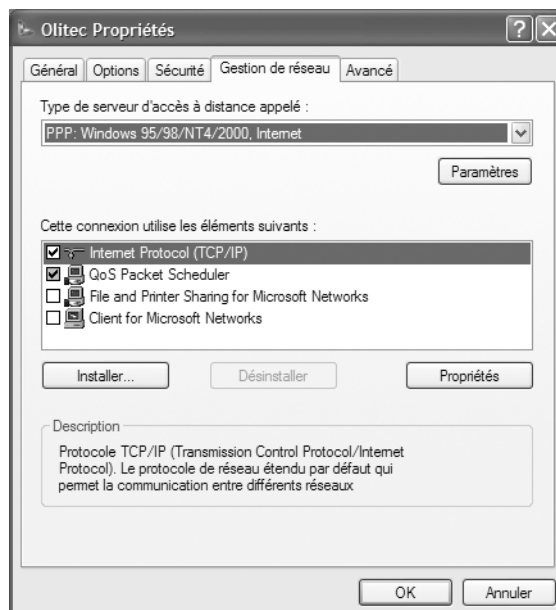 Olitec Propriétés
Général Options Sécurité Gestion de réseau Avancé
Type de serveur d'accès à distance appelé :
PPP: Windows 95/98/NT4/2000, Internet
Paramètres
Cette connexion utilise les éléments suivants :
Internet Protocol (TCP/IP)
QoS Packet Scheduler
File and Printer Sharing for Microsoft Networks
Client for Microsoft Networks
Installer... Désinstaller Propriétés
Description
Protocole TCP/IP (Transmission Control Protocol/Internet
Protocol). Le protocole de réseau étendu par défaut qui
permet la communication entre différents réseaux
OK Annuler